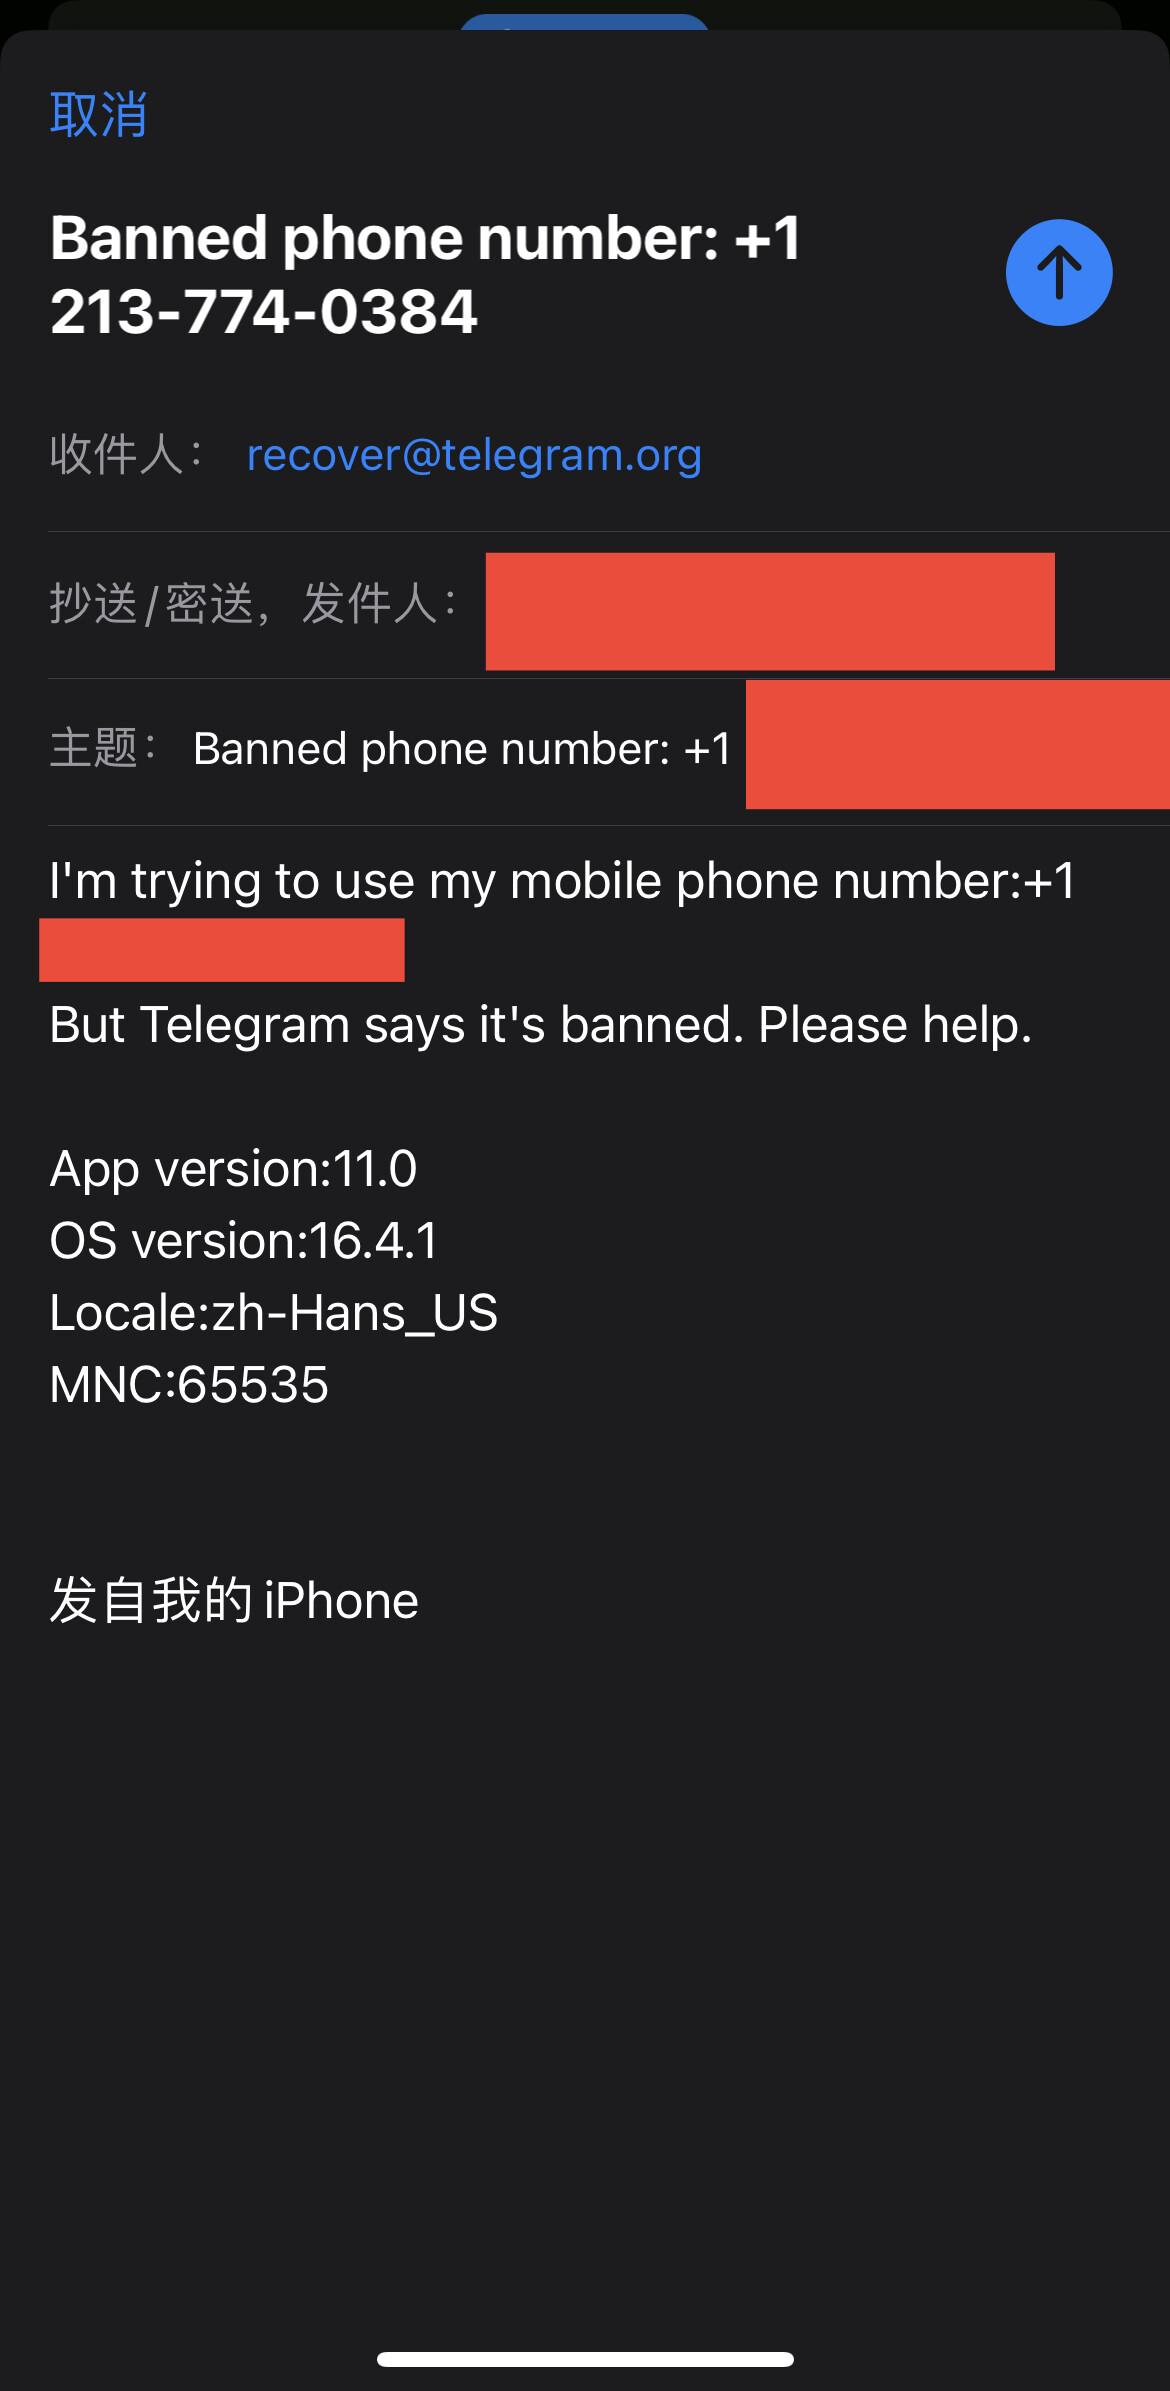 取消
Banned phone number: +1
213-774-0384
收件人：recover@telegram.org
抄送/密送，发件人：
主题：Banned phone number: +1
I'm trying to use my mobile phone number:+1
But Telegram says it's banned. Please help.
App version:11.0
OS version:16.4.1
Locale:zh-Hans_US
MNC:65535
发自我的 iPhone